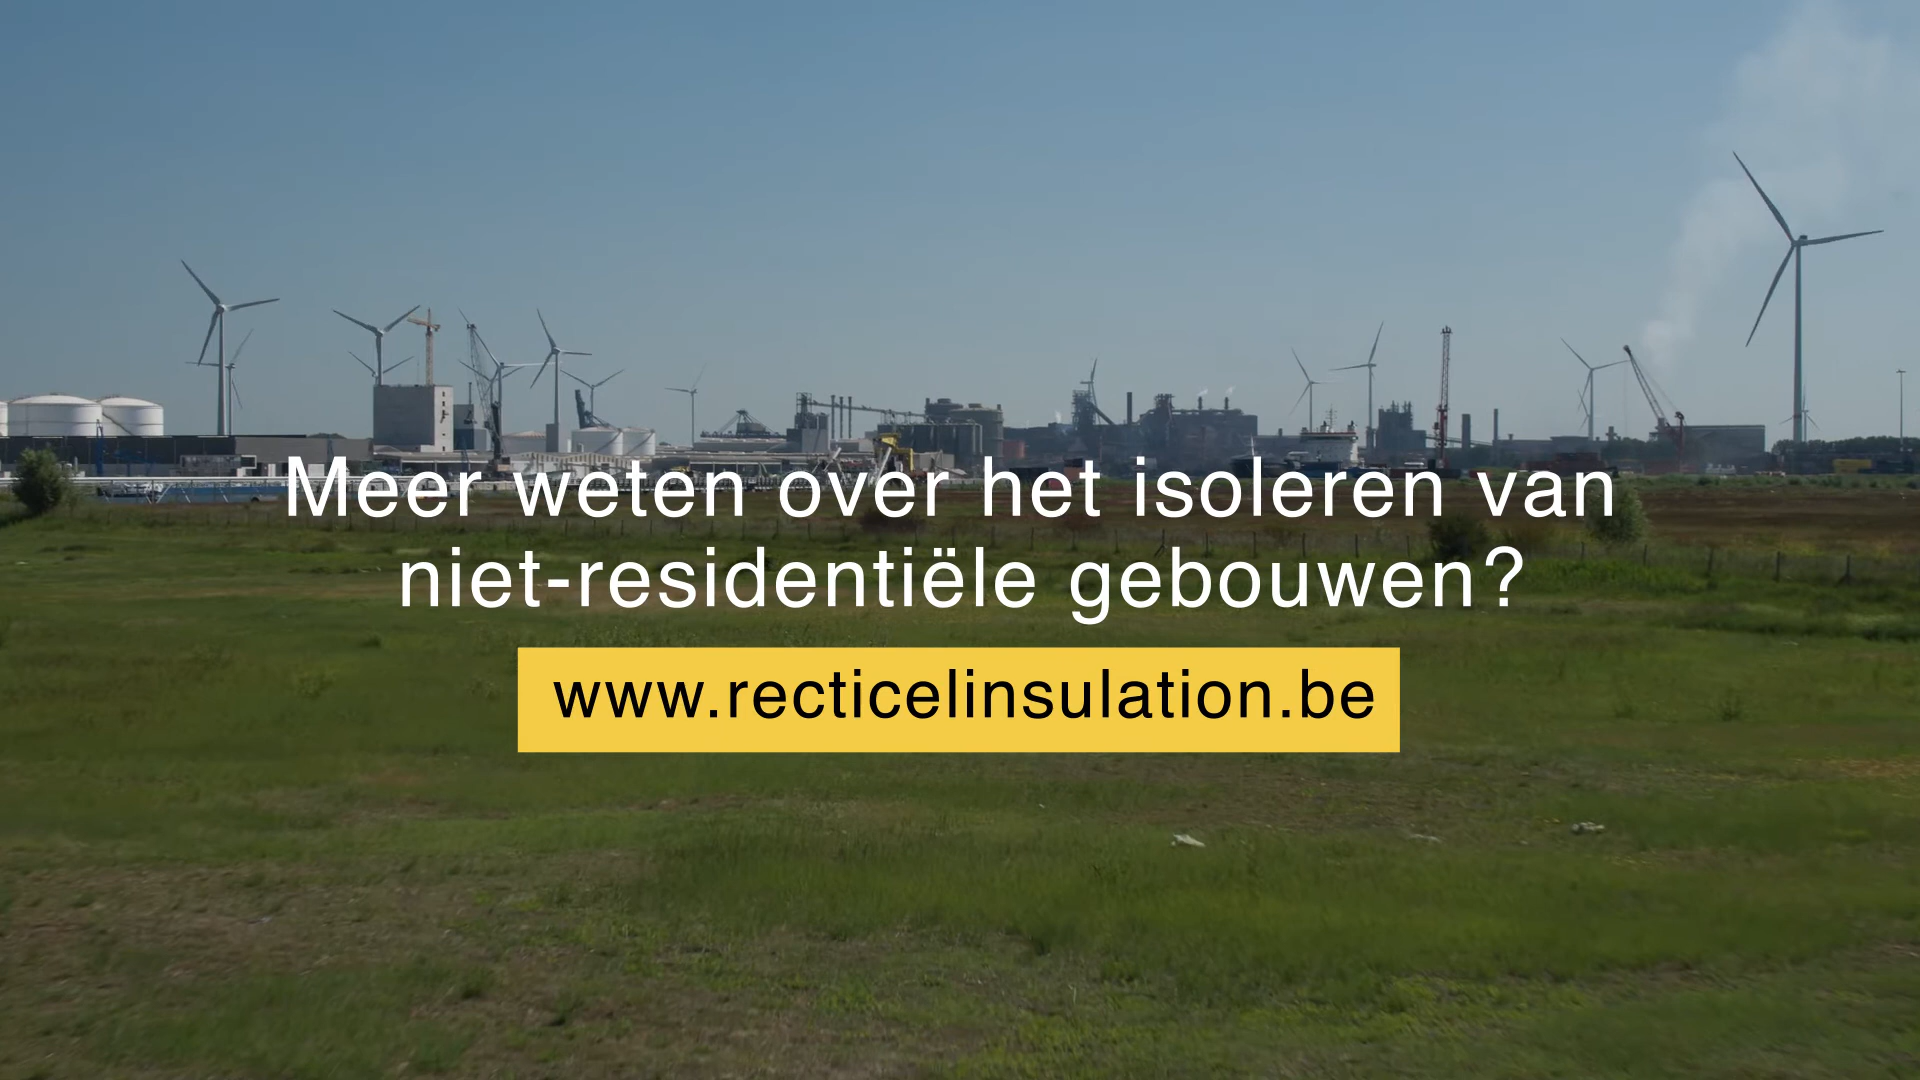 Meer weten over het isoleren van
niet-residentiële gebouwen?
www.recticelinsulation.be